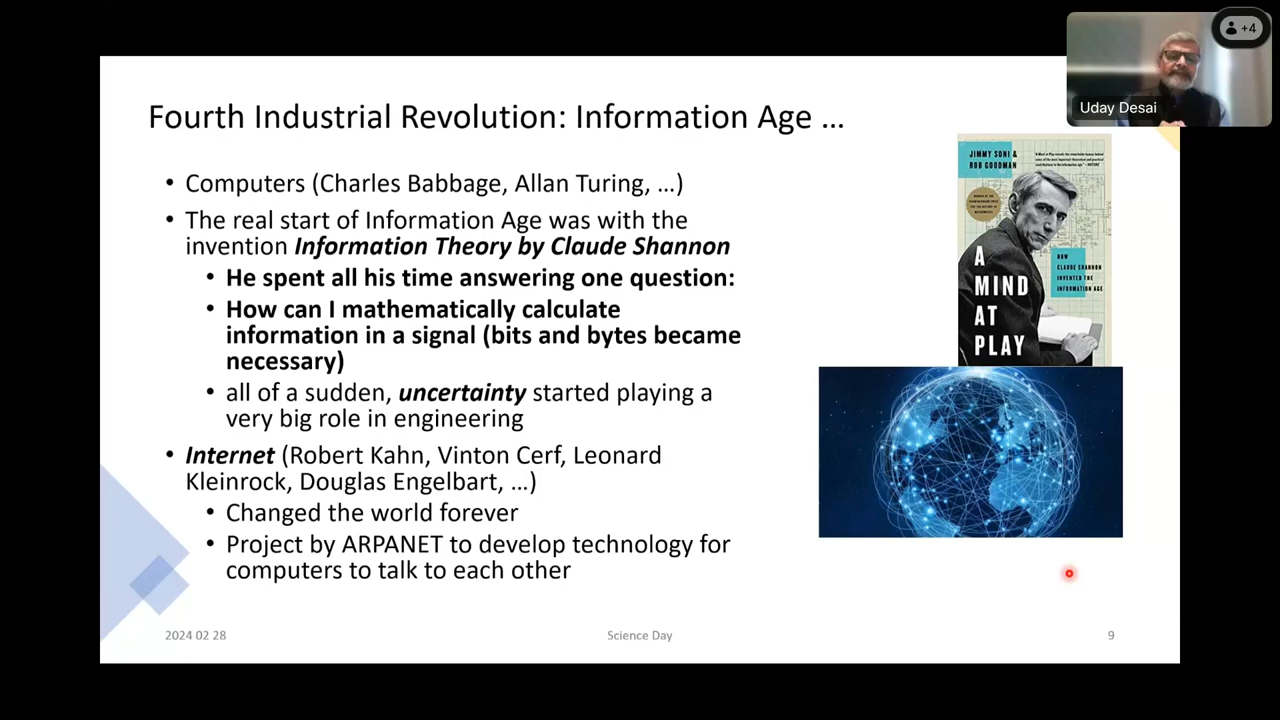 +4
Uday Desai
Fourth Industrial Revolution: Information Age ...
• Computers (Charles Babbage, Allan Turing, ...)
• The real start of Information Age was with the
invention Information Theory by Claude Shannon
• He spent all his time answering one question:
• How can I mathematically calculate
information in a signal (bits and bytes became
necessary)
• all of a sudden, uncertainty started playing a
very big role in engineering
• Internet (Robert Kahn, Vinton Cerf, Leonard
Kleinrock, Douglas Engelbart, ...)
• Changed the world forever
• Project by ARPANET to develop technology for
computers to talk to each other
JIMMY SONI &
ROB GOODMAN
A
MIND
AT
PLAY
HOW
CLAUDE SHANNON
INVENTED THE
INFORMATION AGE
2024 02 28
Science Day
9